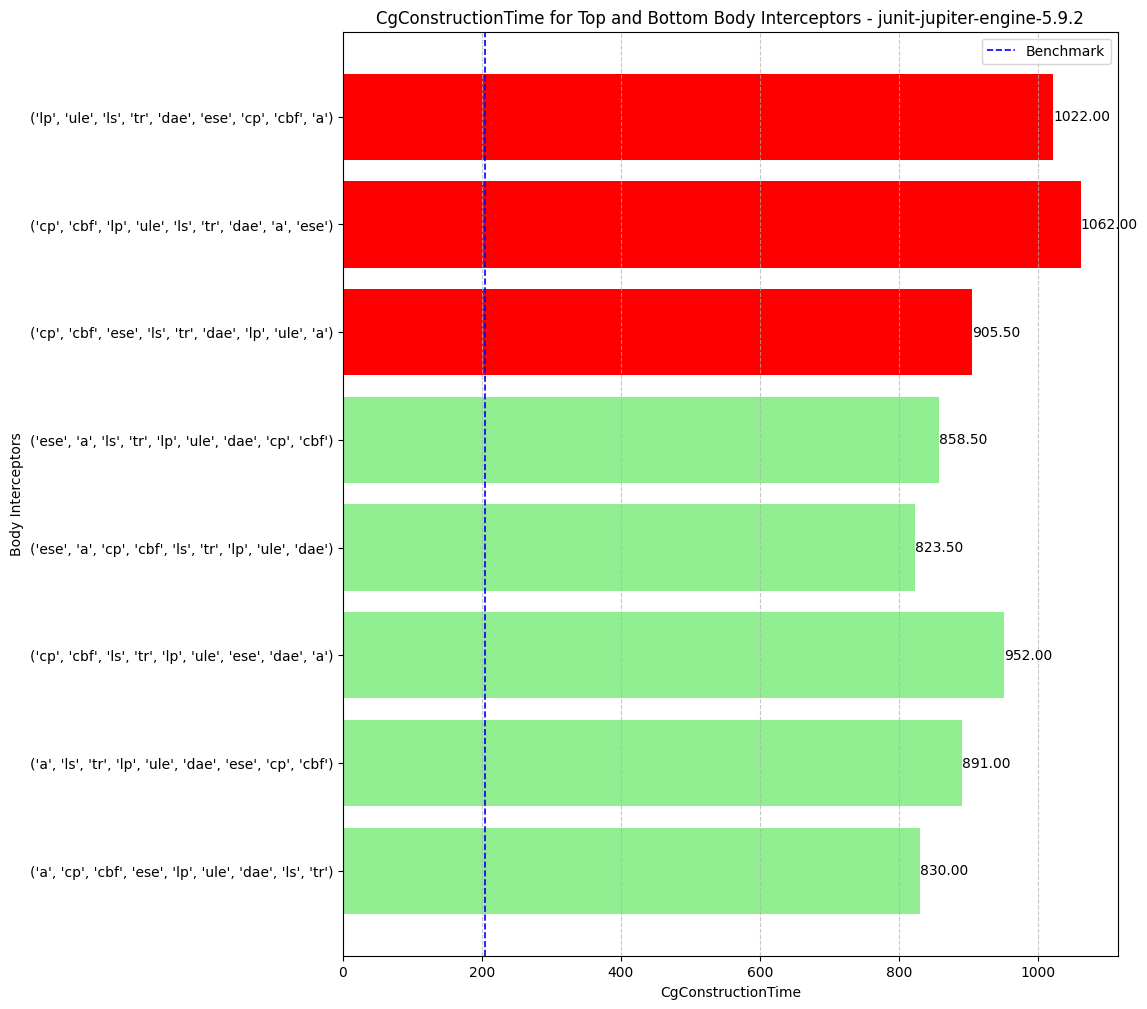 CgConstructionTime for Top and Bottom Body Interceptors - junit-jupiter-engine-5.9.2
Benchmark
('lp', 'ule', 'ls', 'tr', 'dae', 'ese', 'cp', 'cbf', 'a')
1022.00
('cp', 'cbf', 'lp', 'ule', 'ls', 'tr', 'dae', 'a', 'ese')
1062.00
('cp', 'cbf', 'ese', 'ls', 'tr', 'dae', 'lp', 'ule', 'a')
905.50
('ese', 'a', 'ls', 'tr', 'lp', 'ule', 'dae', 'cp', 'cbf')
858.50
('ese', 'a', 'cp', 'cbf', 'ls', 'tr', 'lp', 'ule', 'dae')
823.50
('cp', 'cbf', 'ls', 'tr', 'lp', 'ule', 'ese', 'dae', 'a')
952.00
('a', 'ls', 'tr', 'lp', 'ule', 'dae', 'ese', 'cp', 'cbf')
891.00
('a', 'cp', 'cbf', 'ese', 'lp', 'ule', 'dae', 'ls', 'tr')
830.00
Body Interceptors
0 200 400 600 800 1000
CgConstructionTime